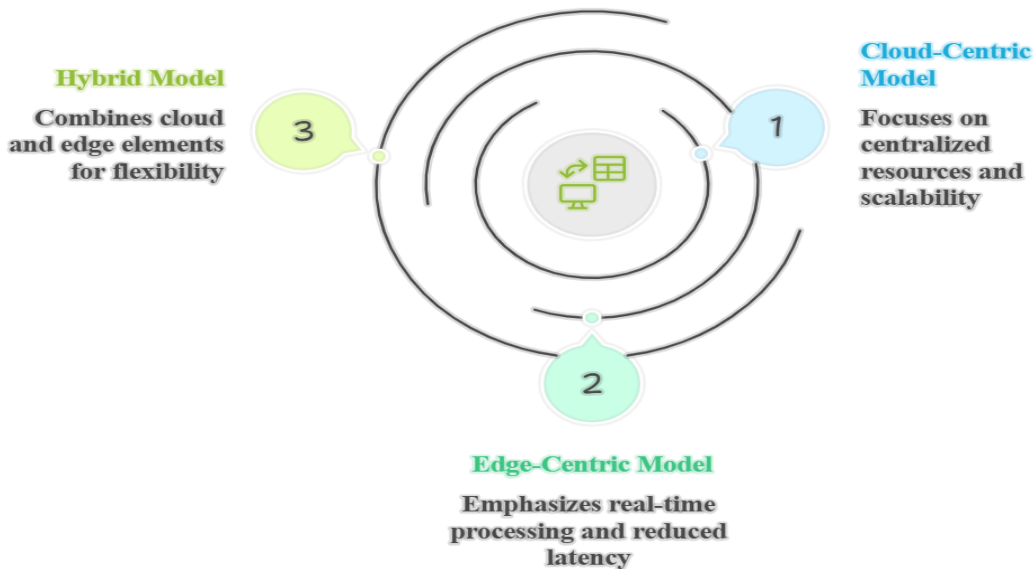 Cloud-Centric
Model
1
Focuses on
centralized
resources and
scalability
2
Edge-Centric Model
Emphasizes real-time
processing and reduced
latency
Hybrid Model
3
Combines cloud
and edge elements
for flexibility